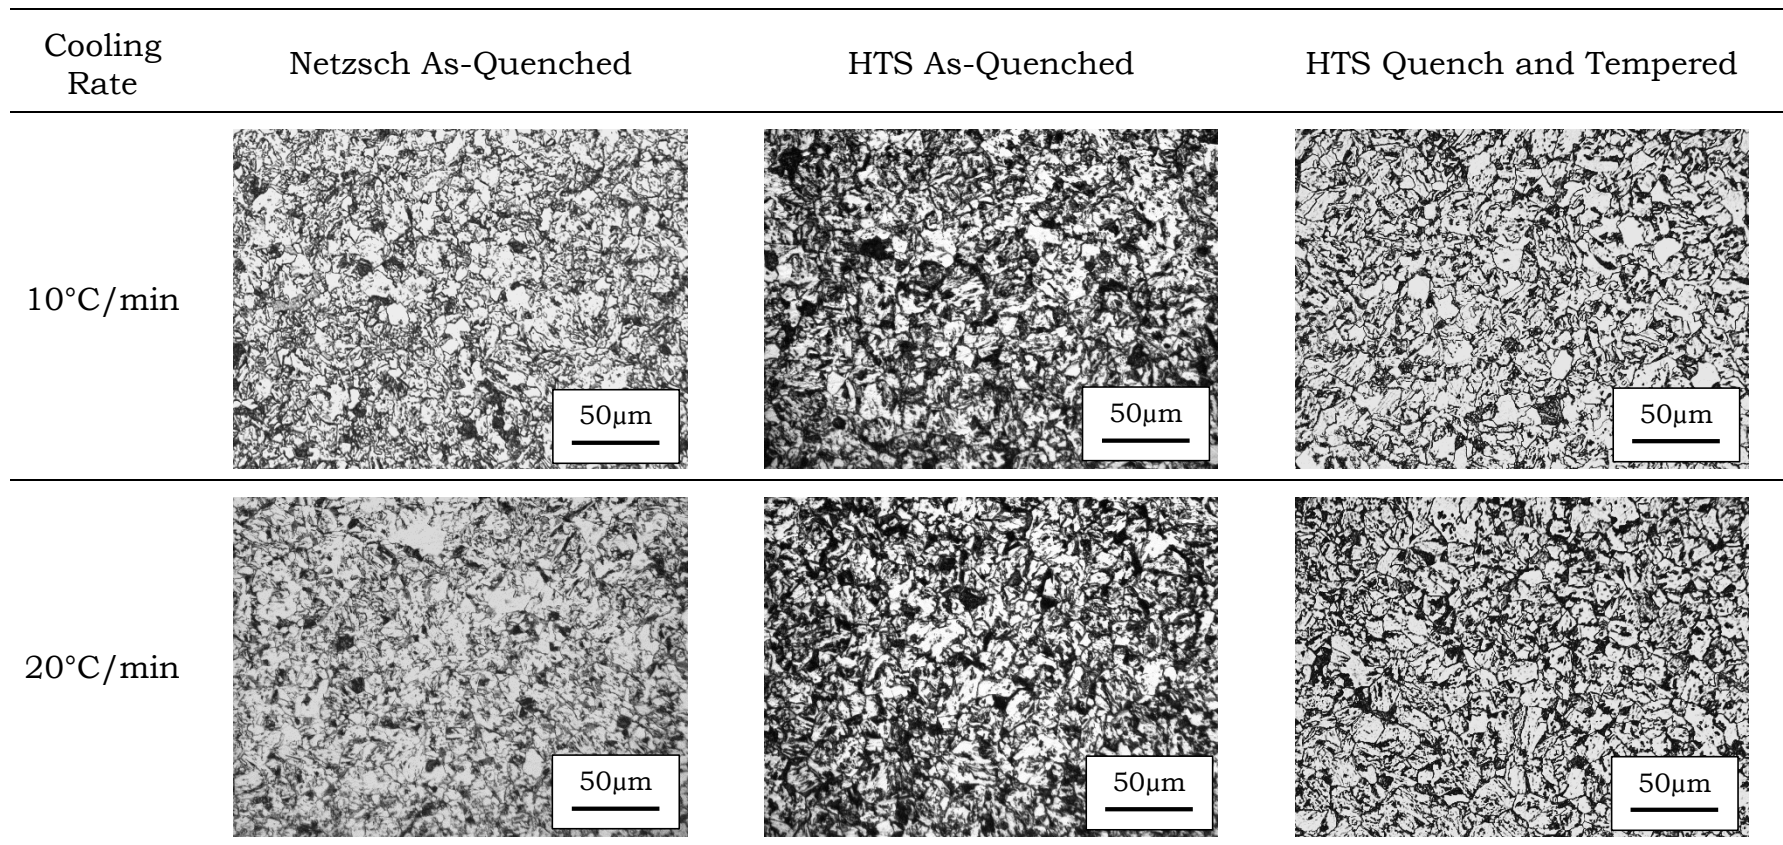 Cooling
Rate
Netzsch As-Quenched
HTS As-Quenched
HTS Quench and Tempered
10°C/min
50µm
50µm
50µm
20°C/min
50µm
50µm
50µm